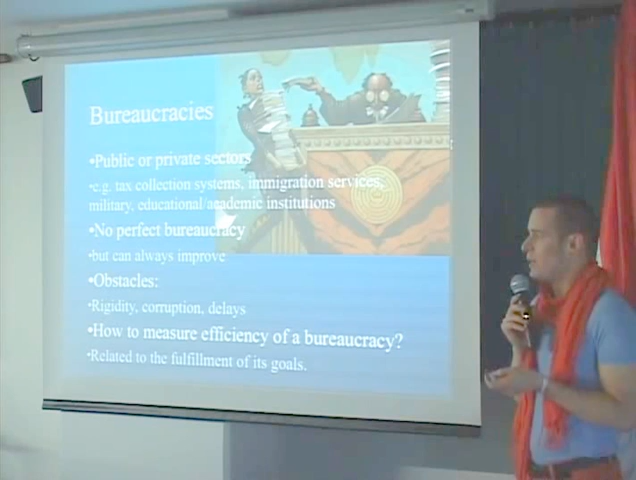 Bureaucracies
•Public or private sectors
•e.g. tax collection systems, immigration services,
military, educational/academic institutions
•No perfect bureaucracy
•but can always improve
•Obstacles:
•Rigidity, corruption, delays
•How to measure efficiency of a bureaucracy?
•Related to the fulfillment of its goals.